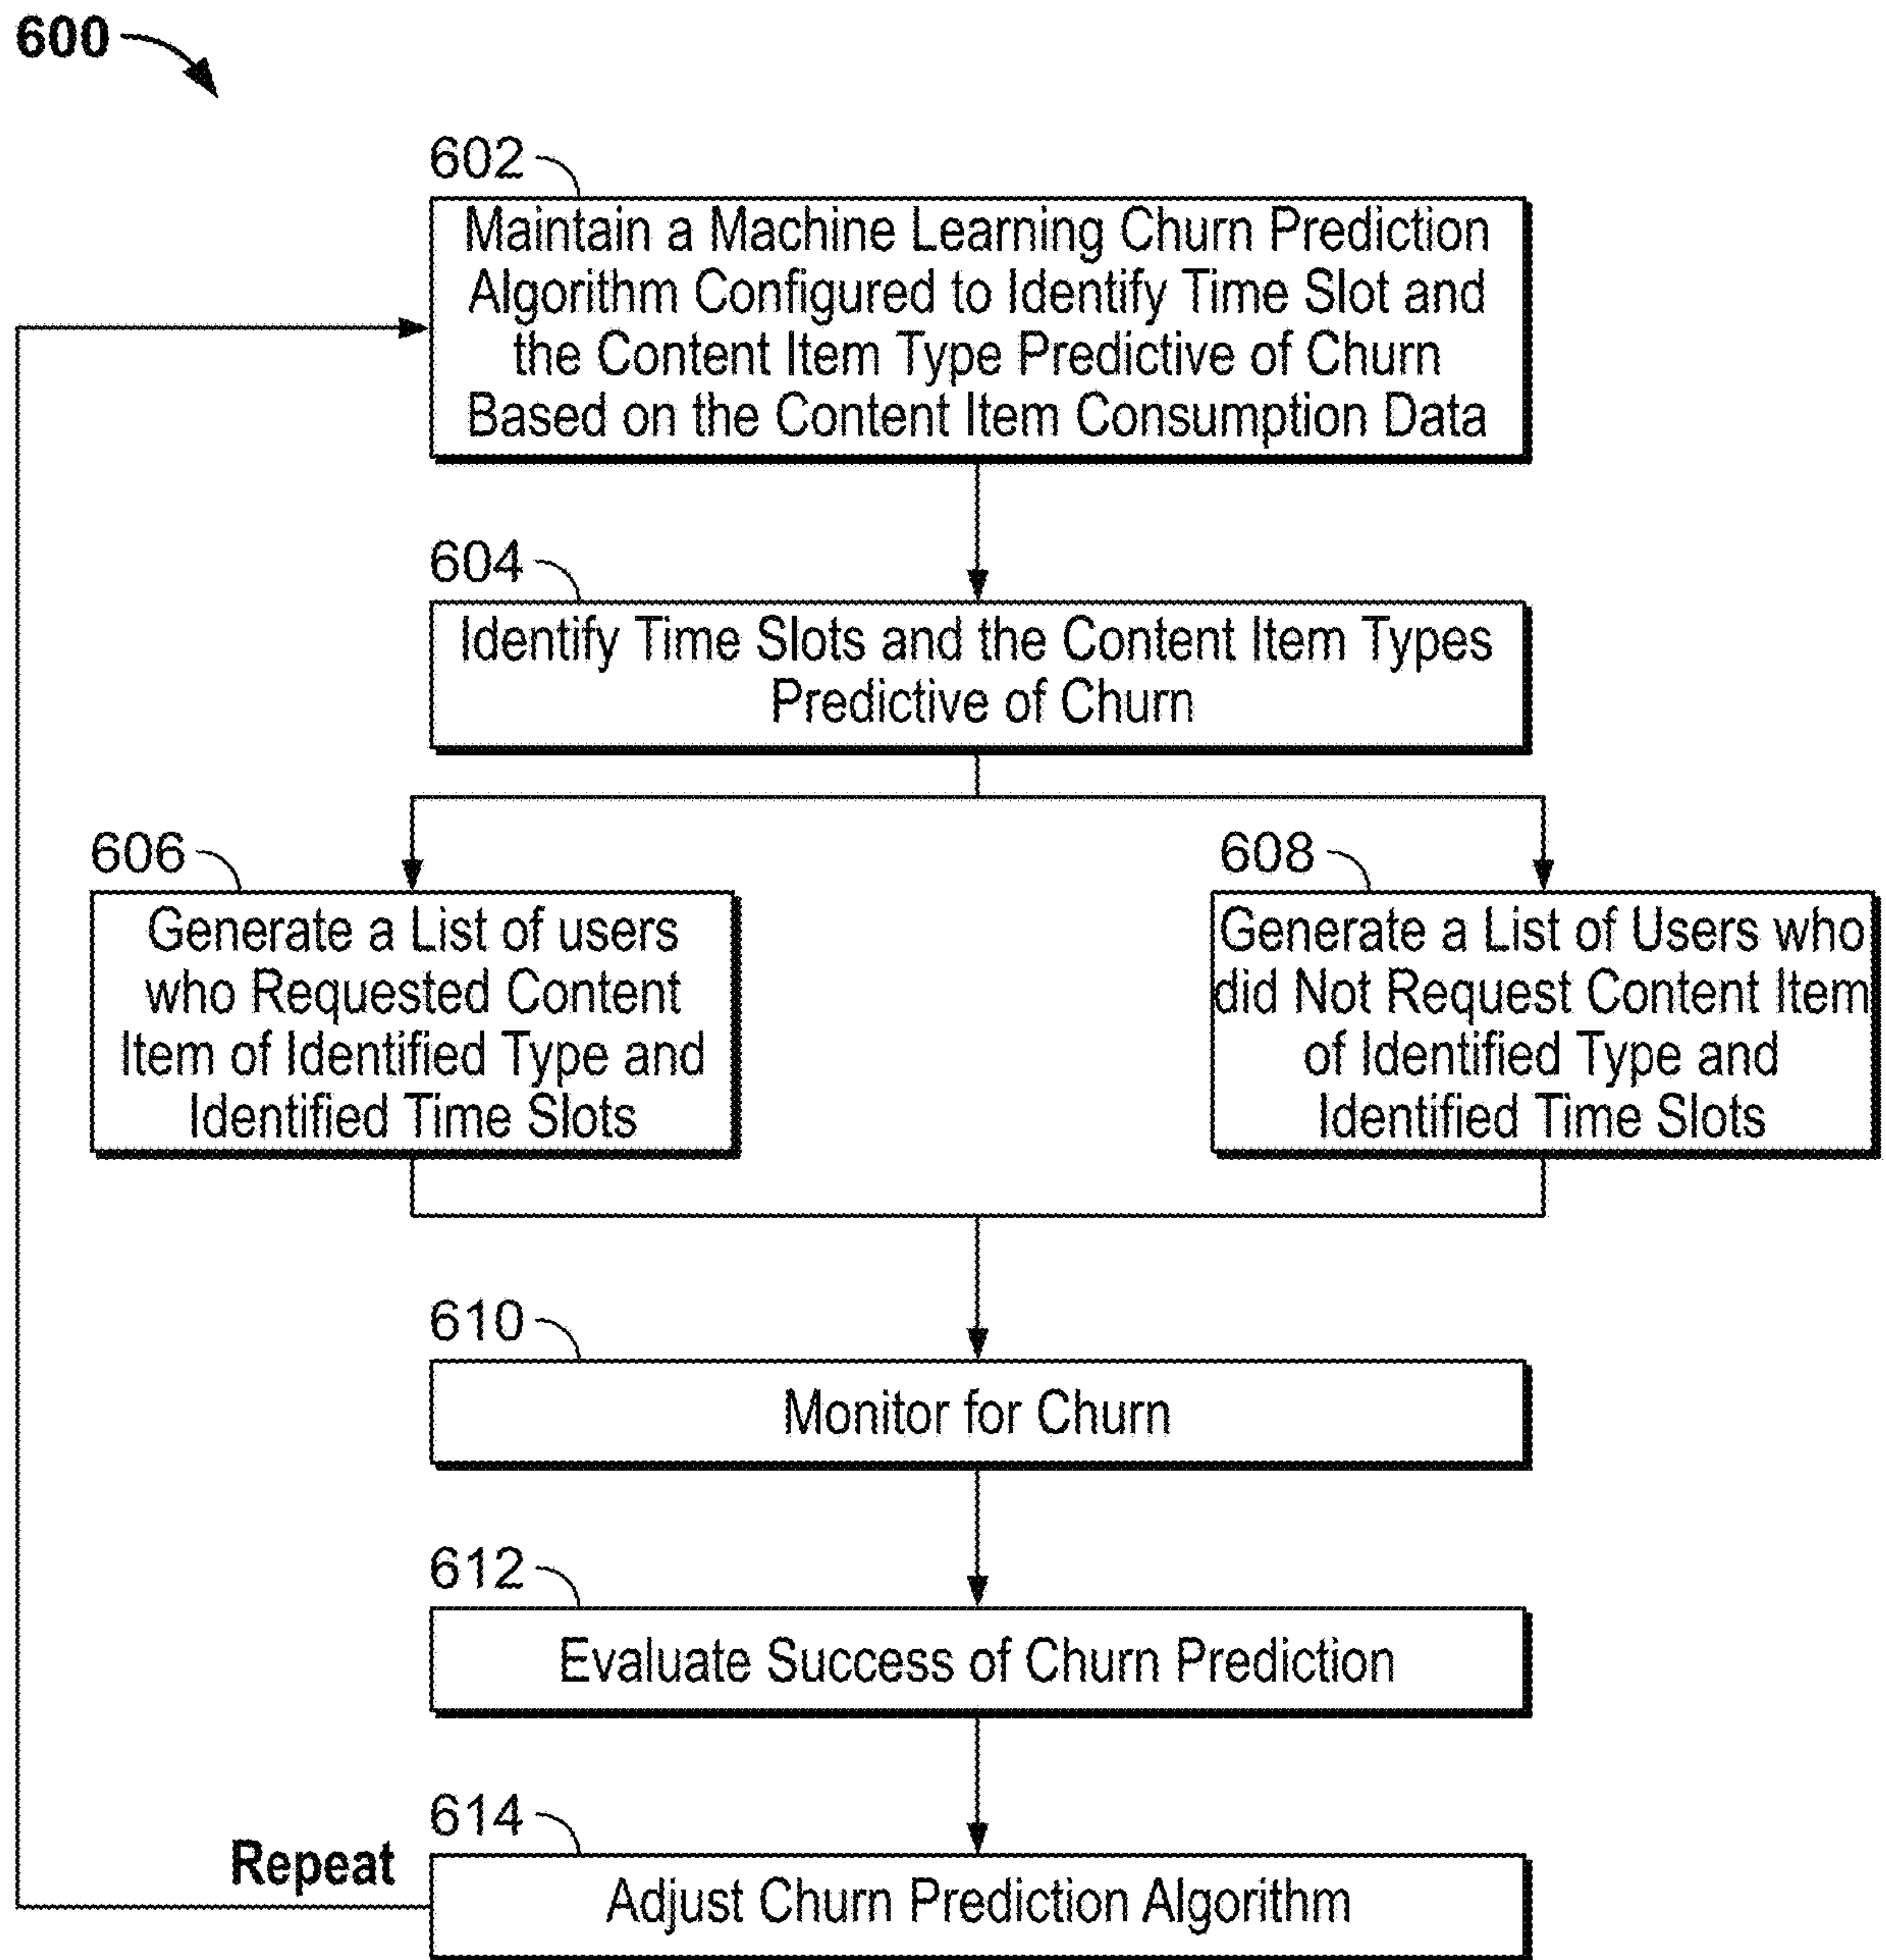 600
602
Maintain a Machine Learning Churn Prediction
Algorithm Configured to Identify Time Slot and
the Content Item Type Predictive of Churn
Based on the Content Item Consumption Data
604
Identify Time Slots and the Content Item Types
Predictive of Churn
606
Generate a List of users
who Requested Content
Item of Identified Type and
Identified Time Slots
608
Generate a List of Users who
did Not Request Content Item
of Identified Type and
Identified Time Slots
610
Monitor for Churn
612
Evaluate Success of Churn Prediction
614
Repeat
Adjust Churn Prediction Algorithm